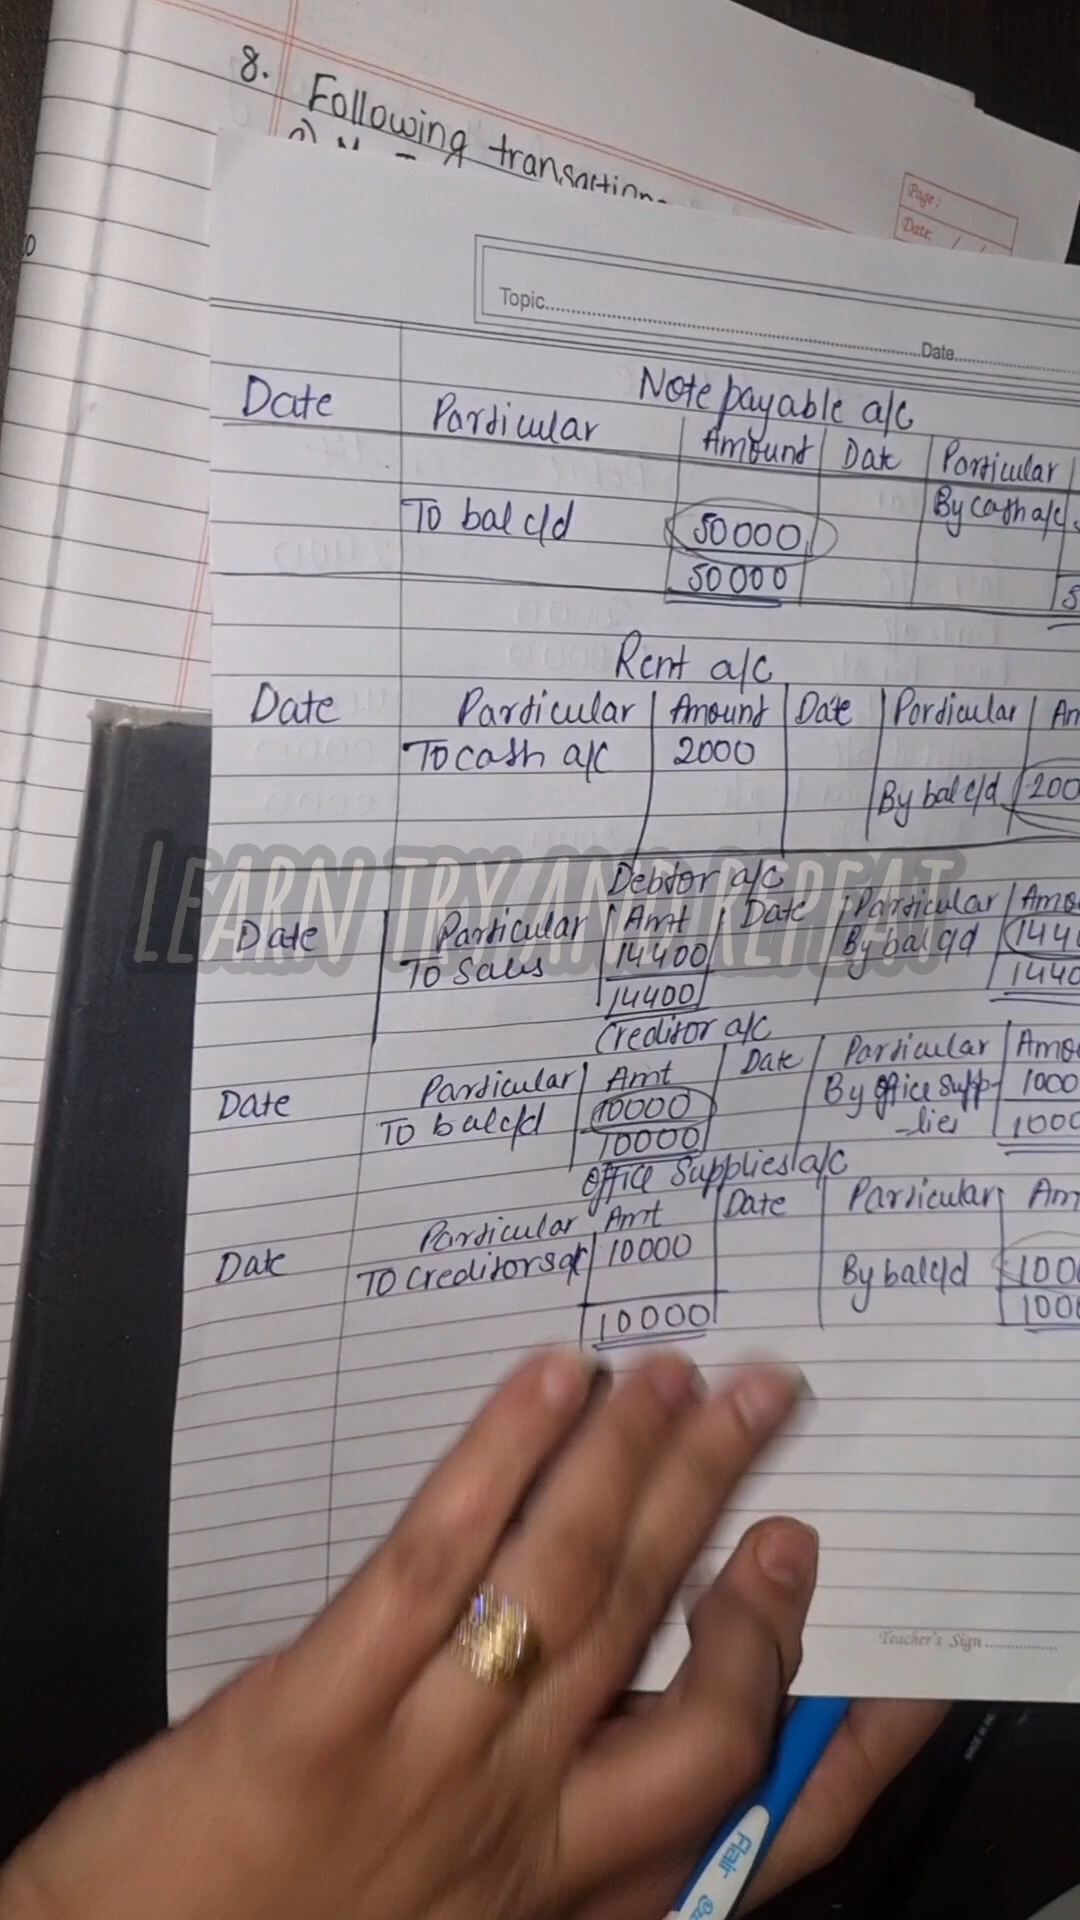 8. Following
Page:
Date:
Topic
Date
Note payable a/c
Date Particular Amount Date Particular
To bal c/d 50000 By cash a/c
50000
Rent a/c
Date Particular Amount Date Particular
To cash a/c 2000
By bal c/d
LEARN TRY AND REPEAT
Debtor a/c
Date Particular Amt Date Particular
To Sales 14400 By bal c/d
14400
Creditor a/c
Date Particular Amt Date Particular
To bal c/d 10000 By office Supp-
10000 -lies
office Supplies a/c
Date Particular Amt Date Particular
To Creditors a/c 10000 By bal c/d
10000
Teacher's Sign
Flair